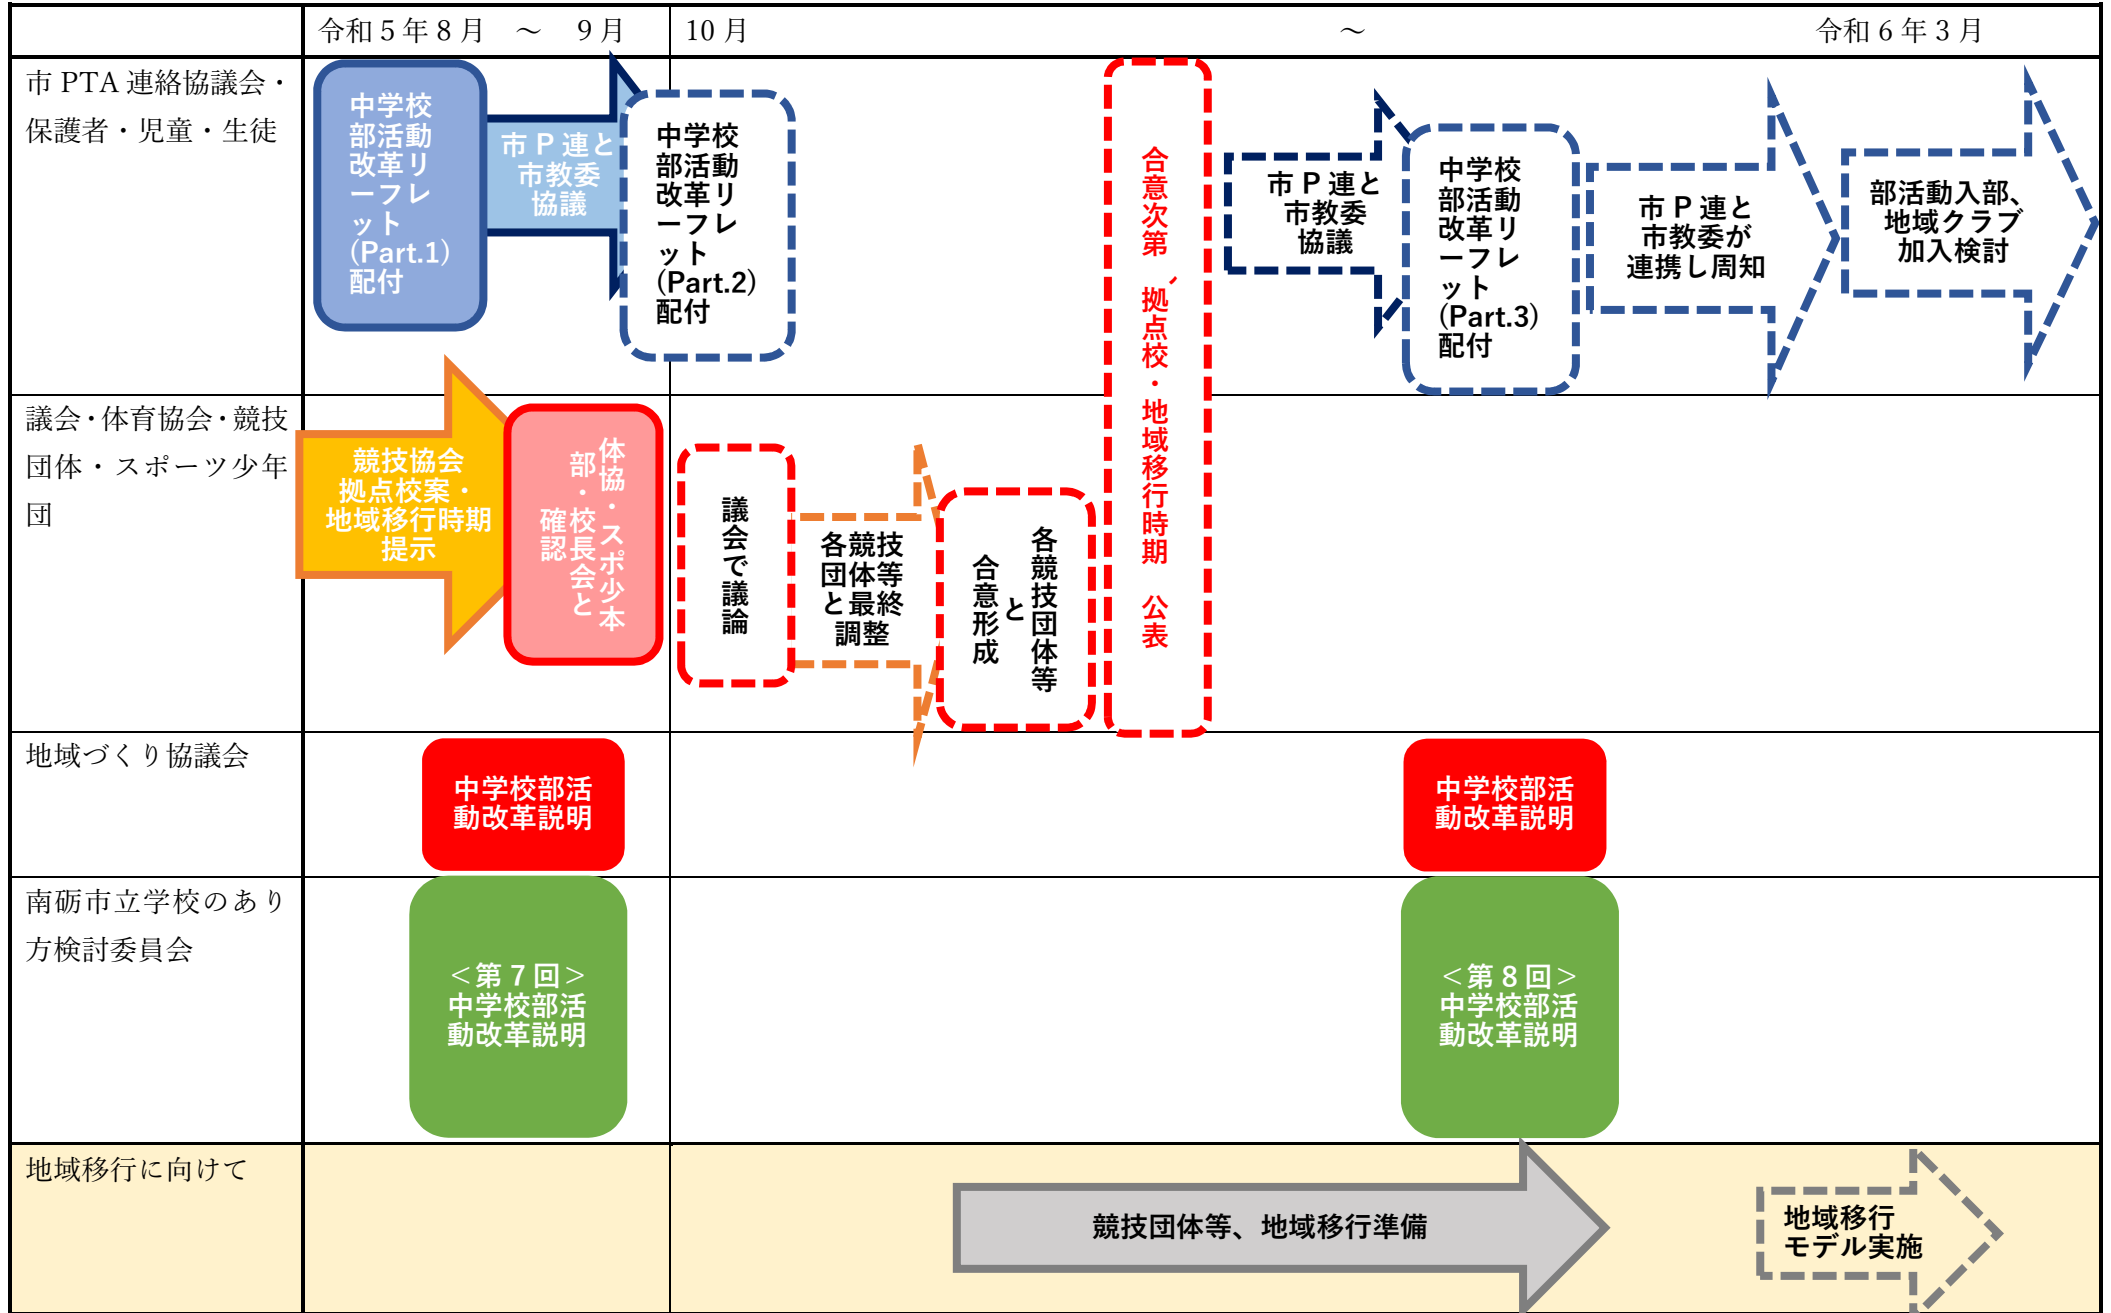 令和５年８月　～　９月
10 月　～　令和６年３月
市 PTA 連絡協議会・
保護者・児童・生徒
中学校
部活動
改革リ
ーフレ
ット
(Part.1)
配付
市 P 連と
市教委
協議
中学校
部活動
改革リ
ーフレ
ット
(Part.2)
配付
合意次第、拠点校・地域移行時期　公表
市 P 連と
市教委
協議
中学校
部活動
改革リ
ーフレ
ット
(Part.3)
配付
市 P 連と
市教委が
連携し周知
部活動入部、
地域クラブ
加入検討
議会・体育協会・競技
団体・スポーツ少年
団
競技協会
拠点校案・
地域移行時期
提示
体協・スポ少本
部・校長会と
確認
議会で議論
各競技
団体等
と最終
調整
各競技団体等
と
合意形成
地域づくり協議会
中学校部活
動改革説明
中学校部活
動改革説明
南砺市立学校のあり
方検討委員会
＜第 7 回＞
中学校部活
動改革説明
＜第 8 回＞
中学校部活
動改革説明
地域移行に向けて
競技団体等、地域移行準備
地域移行
モデル実施